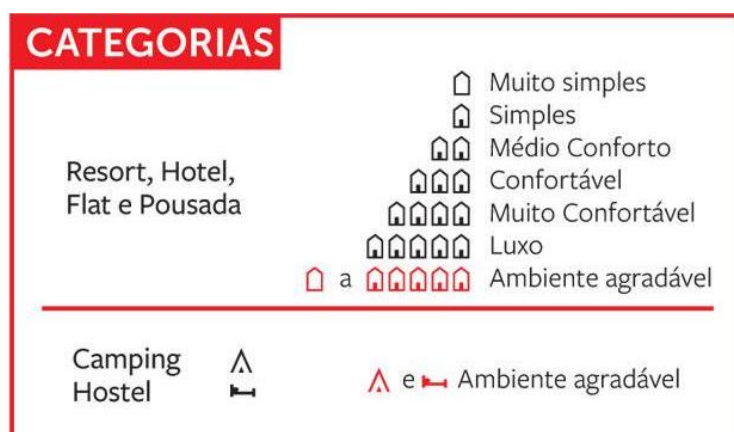 CATEGORIAS
Resort, Hotel,
Flat e Pousada
Muito simples
Simples
Médio Conforto
Confortável
Muito Confortável
Luxo
a Ambiente agradável
Camping
Hostel
e Ambiente agradável